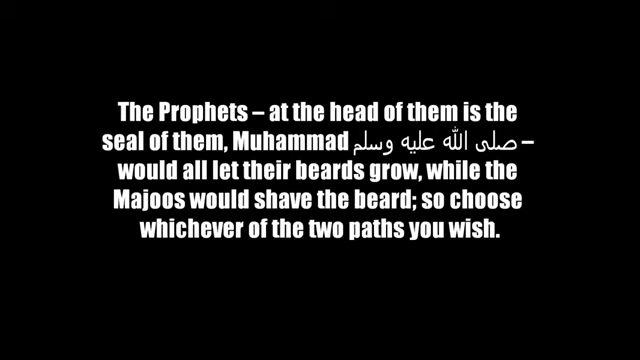 The Prophets – at the head of them is the
seal of them, Muhammad صلى الله عليه وسلم –
would all let their beards grow, while the
Majoos would shave the beard; so choose
whichever of the two paths you wish.